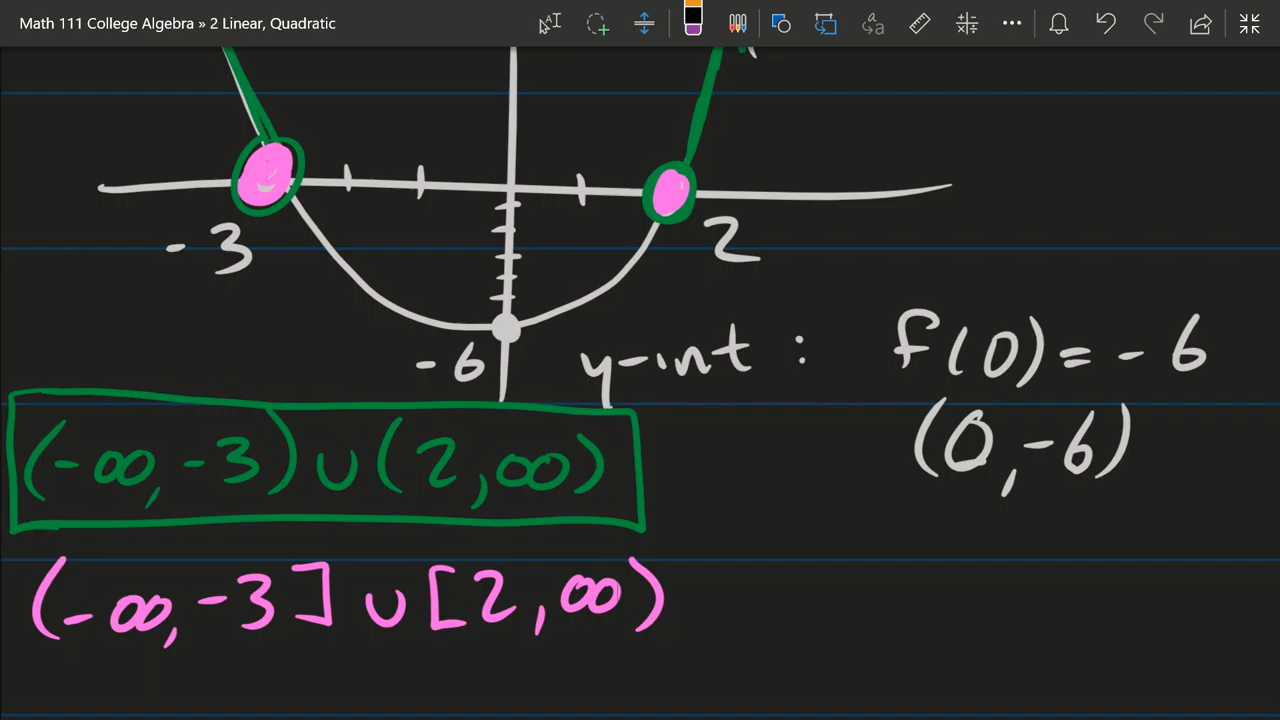 Math 111 College Algebra » 2 Linear, Quadratic
-3
2
-6
y-int : f(0) = -6
(0, -6)
(-∞, -3) ∪ (2, ∞)
(-∞, -3] ∪ [2, ∞)